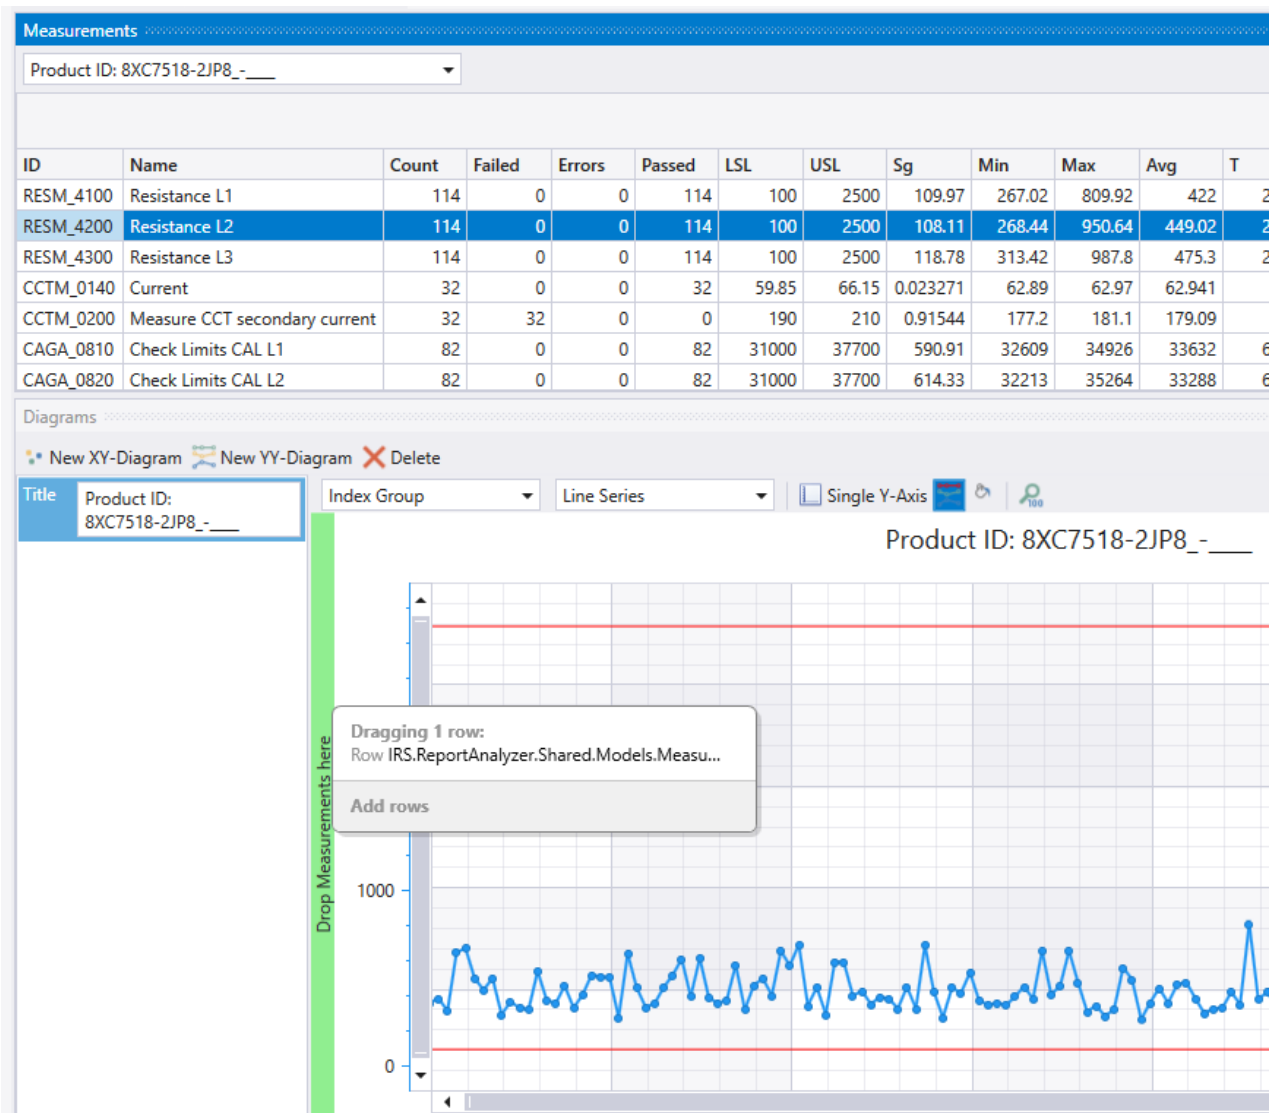 Measurements
Product ID: 8XC7518-2JP8_-___
ID Name Count Failed Errors Passed LSL USL Sg Min Max Avg T
RESM_4100 Resistance L1 114 0 0 114 100 2500 109.97 267.02 809.92 422 2
RESM_4200 Resistance L2 114 0 0 114 100 2500 108.11 268.44 950.64 449.02 2
RESM_4300 Resistance L3 114 0 0 114 100 2500 118.78 313.42 987.8 475.3 2
CCTM_0140 Current 32 0 0 32 59.85 66.15 0.023271 62.89 62.97 62.941
CCTM_0200 Measure CCT secondary current 32 32 0 0 190 210 0.91544 177.2 181.1 179.09
CAGA_0810 Check Limits CAL L1 82 0 0 82 31000 37700 590.91 32609 34926 33632 6
CAGA_0820 Check Limits CAL L2 82 0 0 82 31000 37700 614.33 32213 35264 33288 6
Diagrams
New XY-Diagram New YY-Diagram Delete
Title Product ID:
8XC7518-2JP8_-___
Index Group Line Series Single Y-Axis 100
Product ID: 8XC7518-2JP8_-___
Drop Measurements here
Dragging 1 row:
Row IRS.ReportAnalyzer.Shared.Models.Measu...
Add rows
1000
0